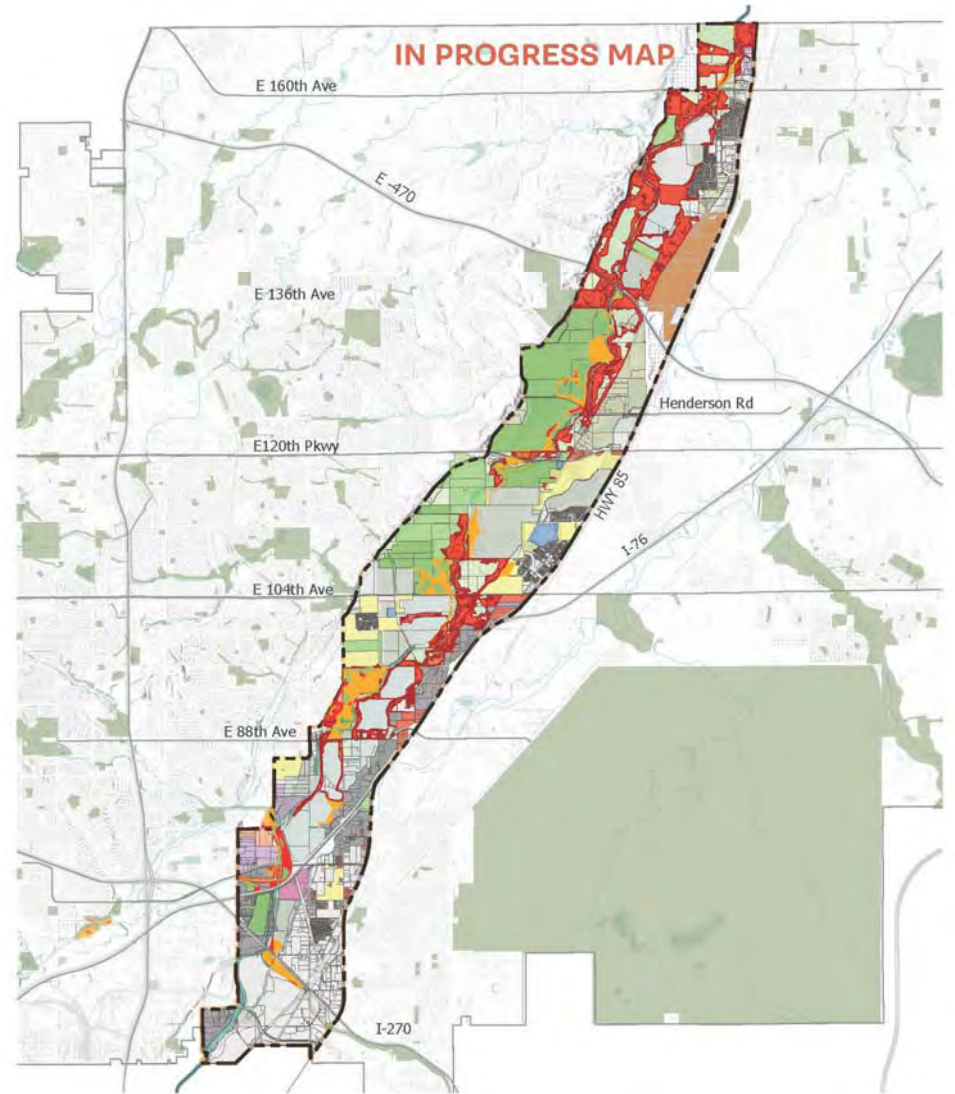 IN PROGRESS MAP
E 160th Ave
E -470
E 136th Ave
Henderson Rd
E120th Pkwy
HWY 85
I-76
E 104th Ave
E 88th Ave
I-270